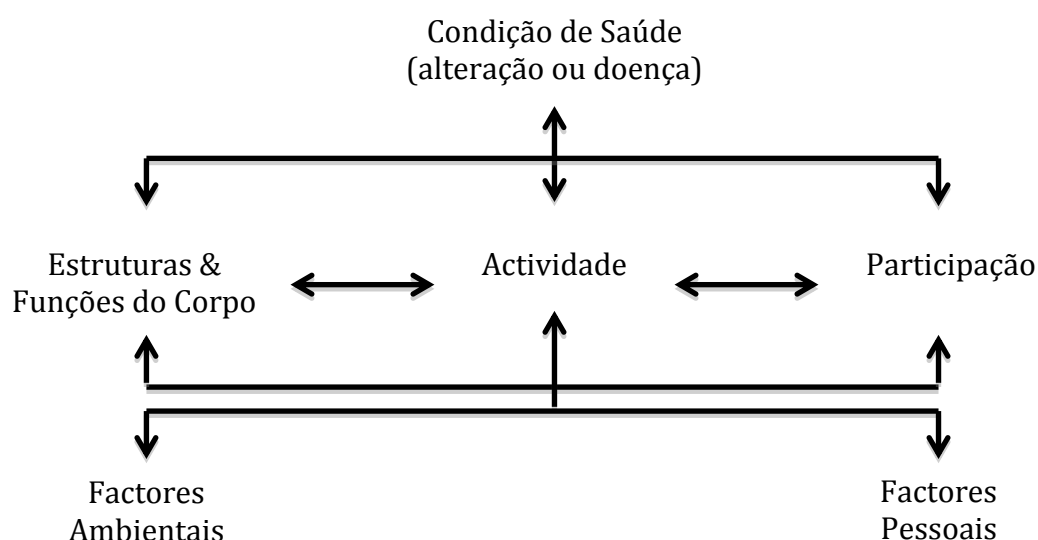 Condição de Saúde
(alteração ou doença)
Estruturas &
Funções do Corpo
Actividade
Participação
Factores
Ambientais
Factores
Pessoais